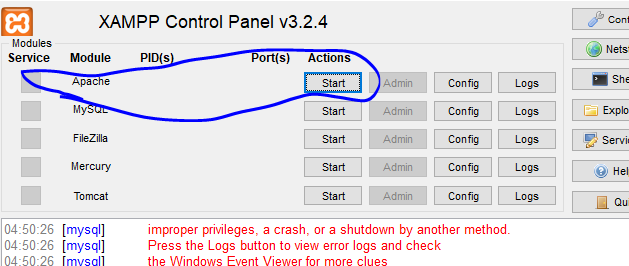 XAMPP Control Panel v3.2.4
Modules
Service Module PID(s) Port(s) Actions
Apache Start Admin Config Logs
MySQL Start Admin Config Logs
FileZilla Start Admin Config Logs
Mercury Start Admin Config Logs
Tomcat Start Admin Config Logs
Conf
Netst
She
Explo
Servic
Help
Qui
04:50:26 [mysql] improper privileges, a crash, or a shutdown by another method.
04:50:26 [mysql] Press the Logs button to view error logs and check
04:50:26 [mysql] the Windows Event Viewer for more clues